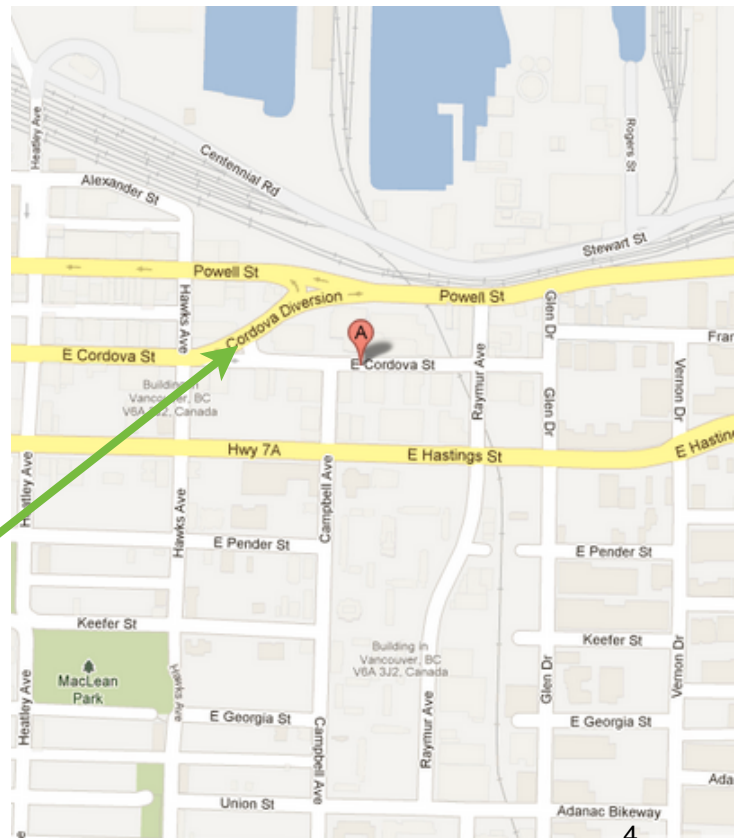 Heatley Ave
Centennial Rd
Rogers St
Alexander St
Stewart St
Powell St
Hawks Ave
Cordova Diversion
Powell St
Glen Dr
A
E Cordova St
E Cordova St
Raymur Ave
Vernon Dr
Building in
Vancouver, BC
V6A 3J2, Canada
Glen Dr
Hwy 7A
E Hastings St
Heatley Ave
Hawks Ave
Campbell Ave
E Pender St
E Pender St
Keefer St
Keefer St
Building in
Vancouver, BC
V6A 3J2, Canada
MacLean
Park
Hawks Ave
Heatley Ave
Glen Dr
Vernon Dr
E Georgia St
E Georgia St
Campbell Ave
Raymur Ave
Union St
Adanac Bikeway
4